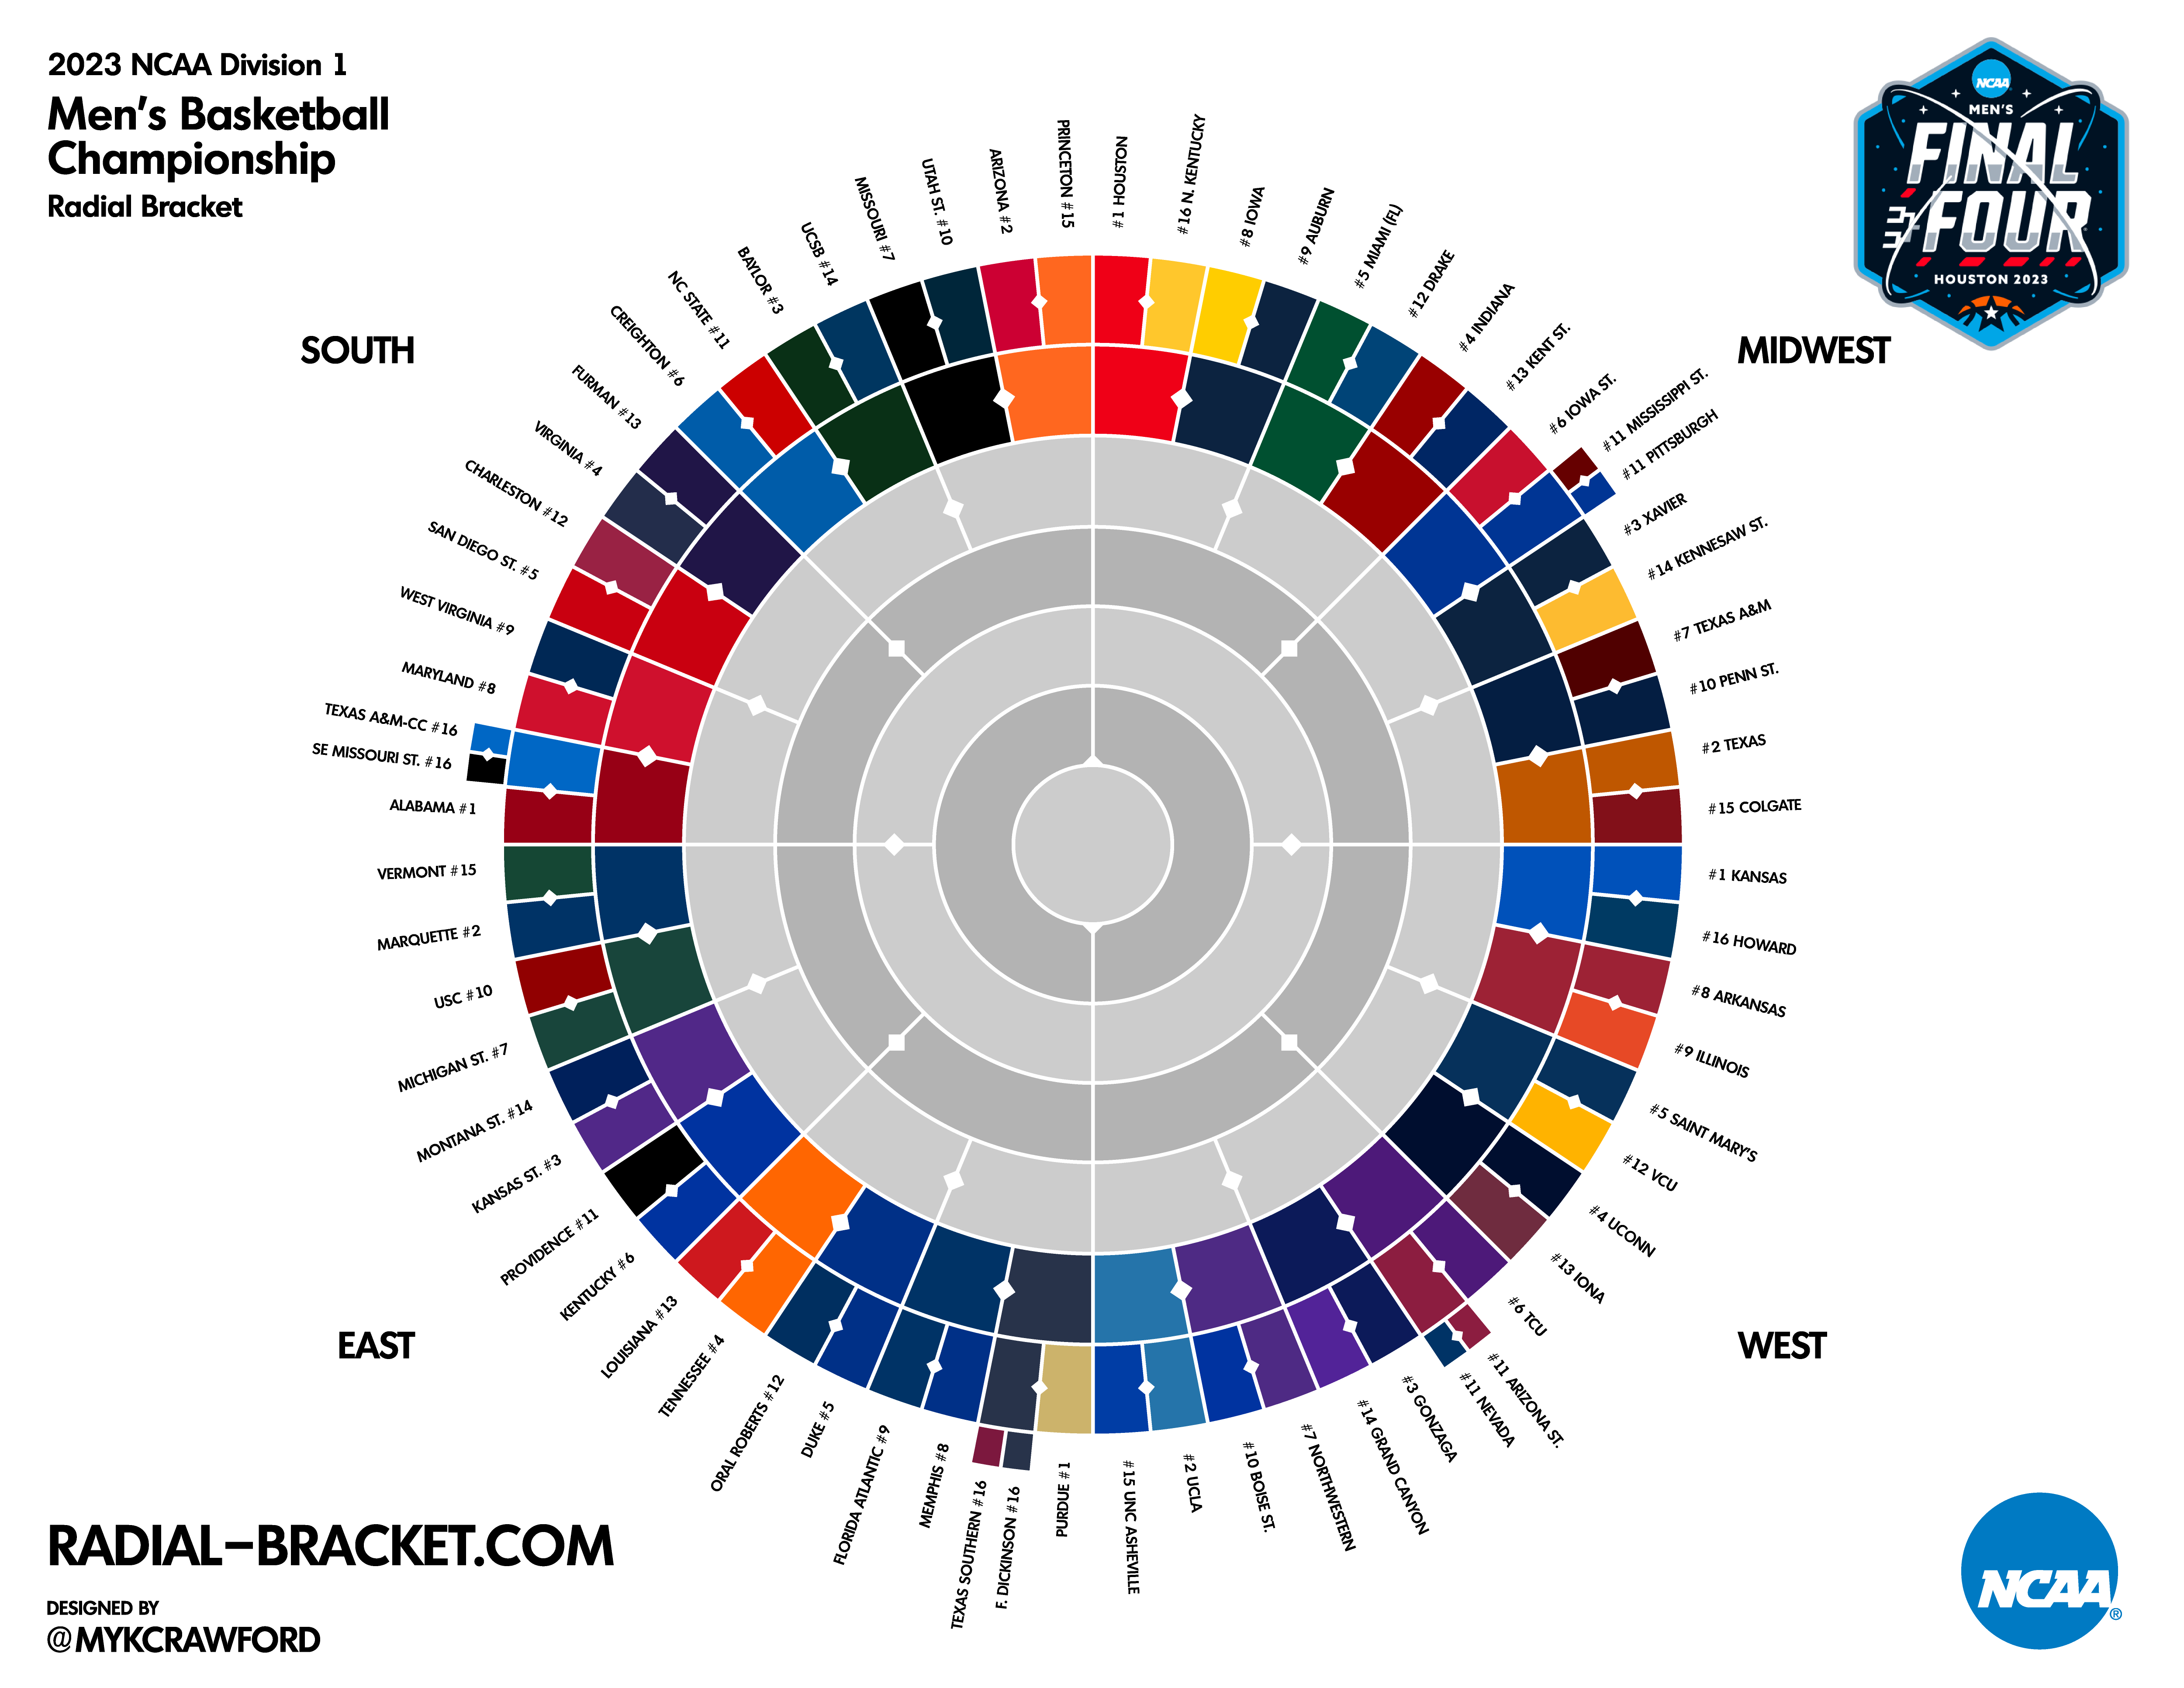 2023 NCAA Division 1
Men's Basketball
Championship
Radial Bracket
NCAA
MEN'S
FINAL
FOUR
HOUSTON 2023
SOUTH
MIDWEST
EAST
WEST
#1 HOUSTON
#16 N. KENTUCKY
#8 IOWA
#9 AUBURN
#5 MIAMI (FL)
#12 DRAKE
#4 INDIANA
#13 KENT ST.
#6 IOWA ST.
#11 MISSISSIPPI ST.
#11 PITTSBURGH
#3 XAVIER
#14 KENNESAW ST.
#7 TEXAS A&M
#10 PENN ST.
#2 TEXAS
#15 COLGATE
#1 KANSAS
#16 HOWARD
#8 ARKANSAS
#9 ILLINOIS
#5 SAINT MARY'S
#12 VCU
#4 UCONN
#13 IONA
#6 TCU
#11 ARIZONA ST.
#11 NEVADA
#3 GONZAGA
#14 GRAND CANYON
#7 NORTHWESTERN
#10 BOISE ST.
#2 UCLA
#15 UNC ASHEVILLE
PURDUE #1
F. DICKINSON #16
TEXAS SOUTHERN #16
MEMPHIS #8
FLORIDA ATLANTIC #9
DUKE #5
ORAL ROBERTS #12
TENNESSEE #4
LOUISIANA #13
KENTUCKY #6
PROVIDENCE #11
KANSAS ST. #3
MONTANA ST. #14
MICHIGAN ST. #7
USC #10
MARQUETTE #2
VERMONT #15
ALABAMA #1
SE MISSOURI ST. #16
TEXAS A&M-CC #16
MARYLAND #8
WEST VIRGINIA #9
SAN DIEGO ST. #5
CHARLESTON #12
VIRGINIA #4
FURMAN #13
CREIGHTON #6
NC STATE #11
BAYLOR #3
UCSB #14
MISSOURI #7
UTAH ST. #10
ARIZONA #2
PRINCETON #15
RADIAL-BRACKET.COM
DESIGNED BY
@MYKCRAWFORD
NCAA®